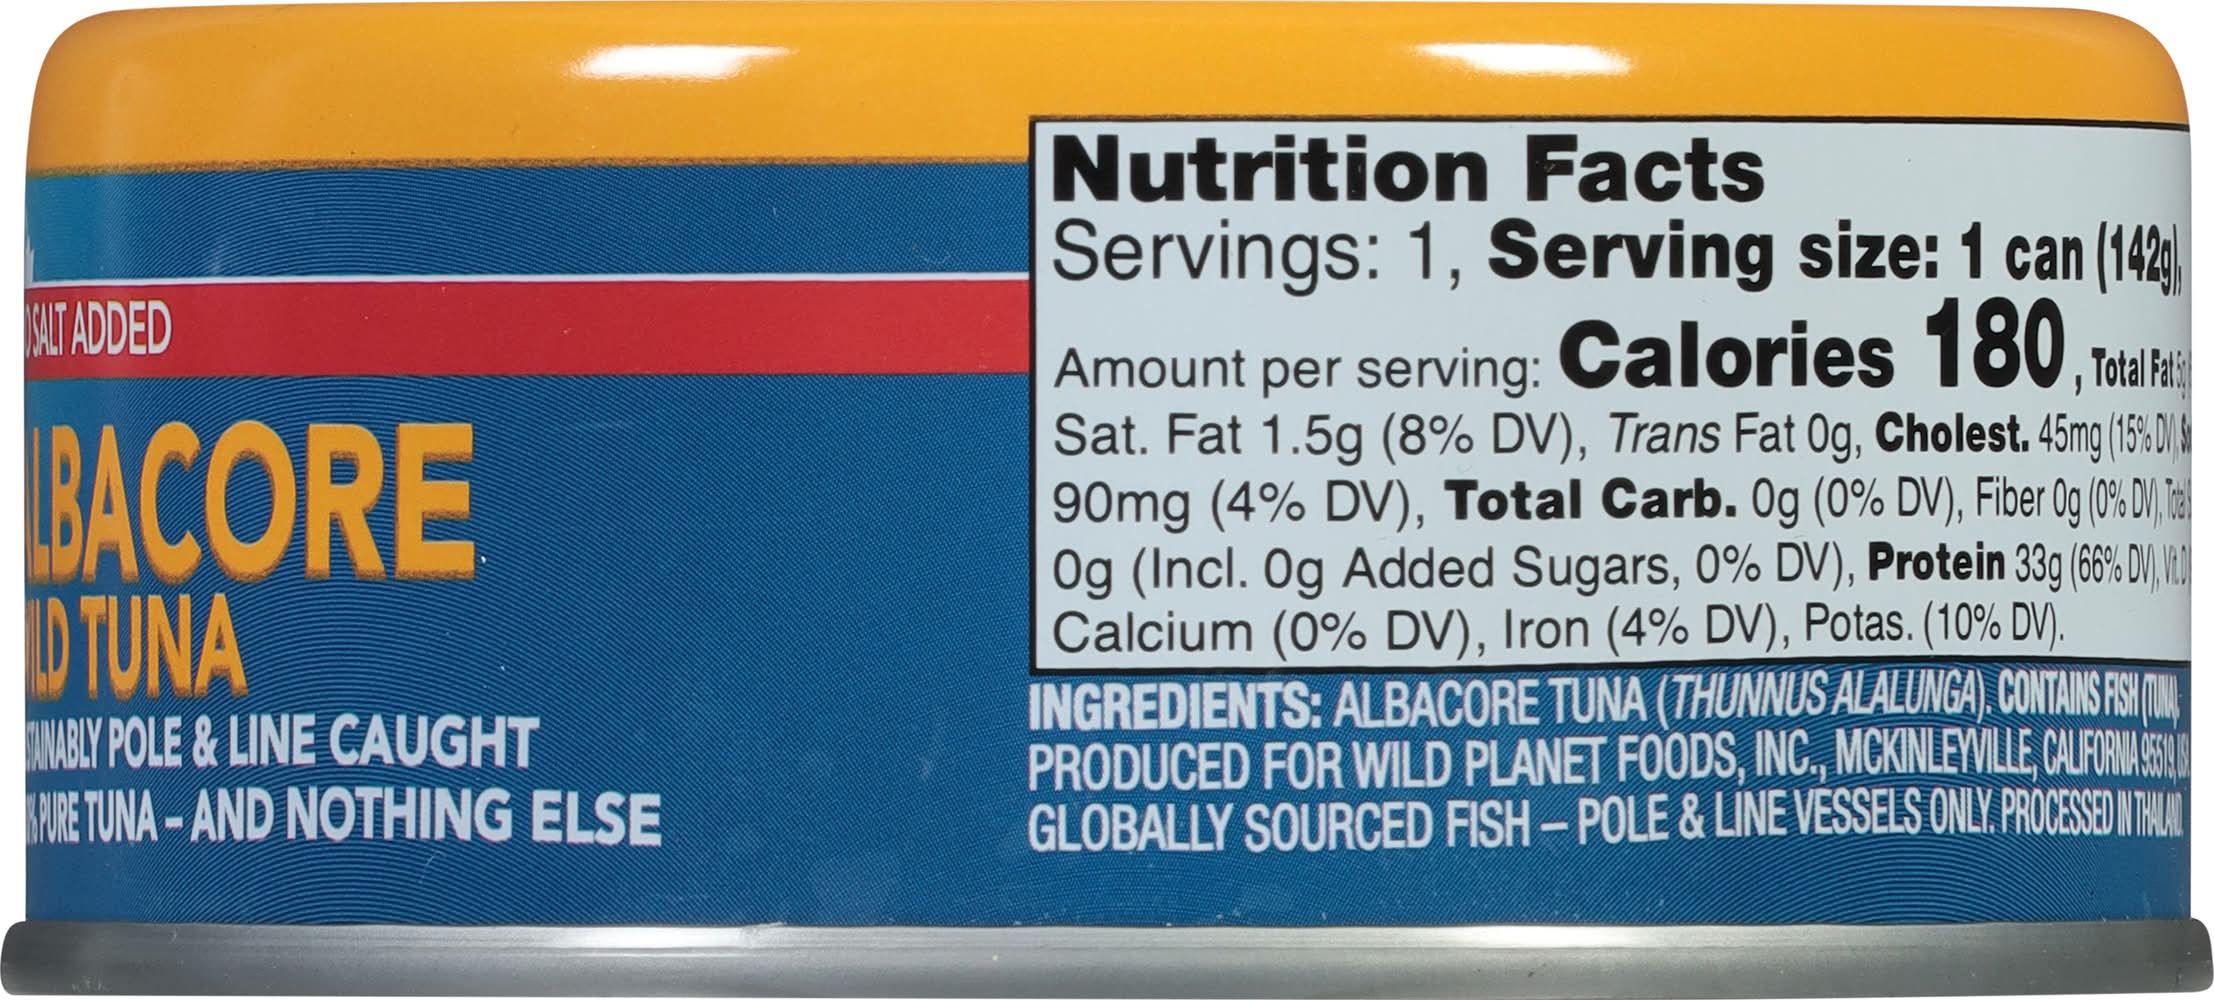 SALT ADDED
ALBACORE
WILD TUNA
POLE & LINE CAUGHT
PURE TUNA – AND NOTHING ELSE
Nutrition Facts
Servings: 1, Serving size: 1 can (142g),
Amount per serving: Calories 180, Total Fat 5g
Sat. Fat 1.5g (8% DV), Trans Fat 0g, Cholest. 45mg (15% DV),
90mg (4% DV), Total Carb. 0g (0% DV), Fiber 0g (0% DV), Total
0g (Incl. 0g Added Sugars, 0% DV), Protein 33g (66% DV), Vit. D
Calcium (0% DV), Iron (4% DV), Potas. (10% DV).
INGREDIENTS: ALBACORE TUNA (THUNNUS ALALUNGA). CONTAINS FISH (TUNA).
PRODUCED FOR WILD PLANET FOODS, INC., MCKINLEYVILLE, CALIFORNIA 95519, USA
GLOBALLY SOURCED FISH – POLE & LINE VESSELS ONLY. PROCESSED IN THAILAND.